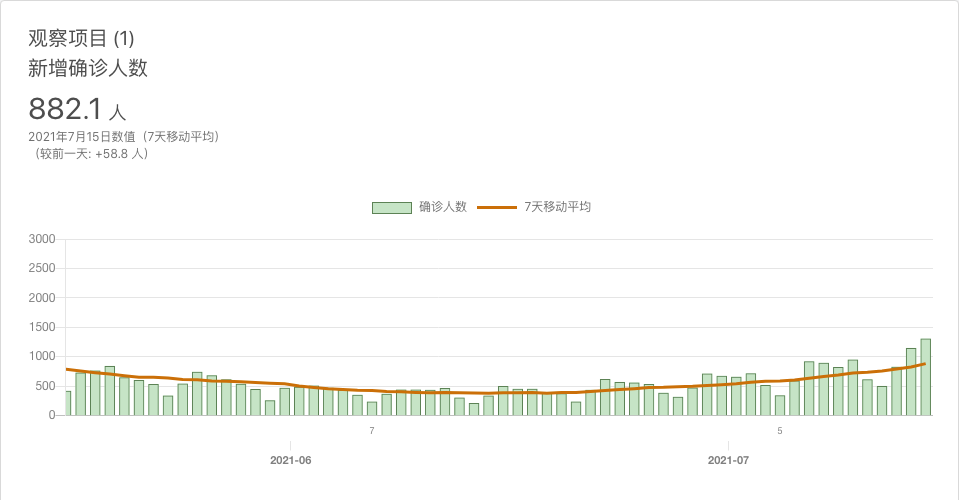 观察项目 (1)
新增确诊人数
882.1 人
2021年7月15日数值（7天移动平均）
（较前一天: +58.8 人）
确诊人数 7天移动平均
3000
2500
2000
1500
1000
500
0
7 5
2021-06 2021-07